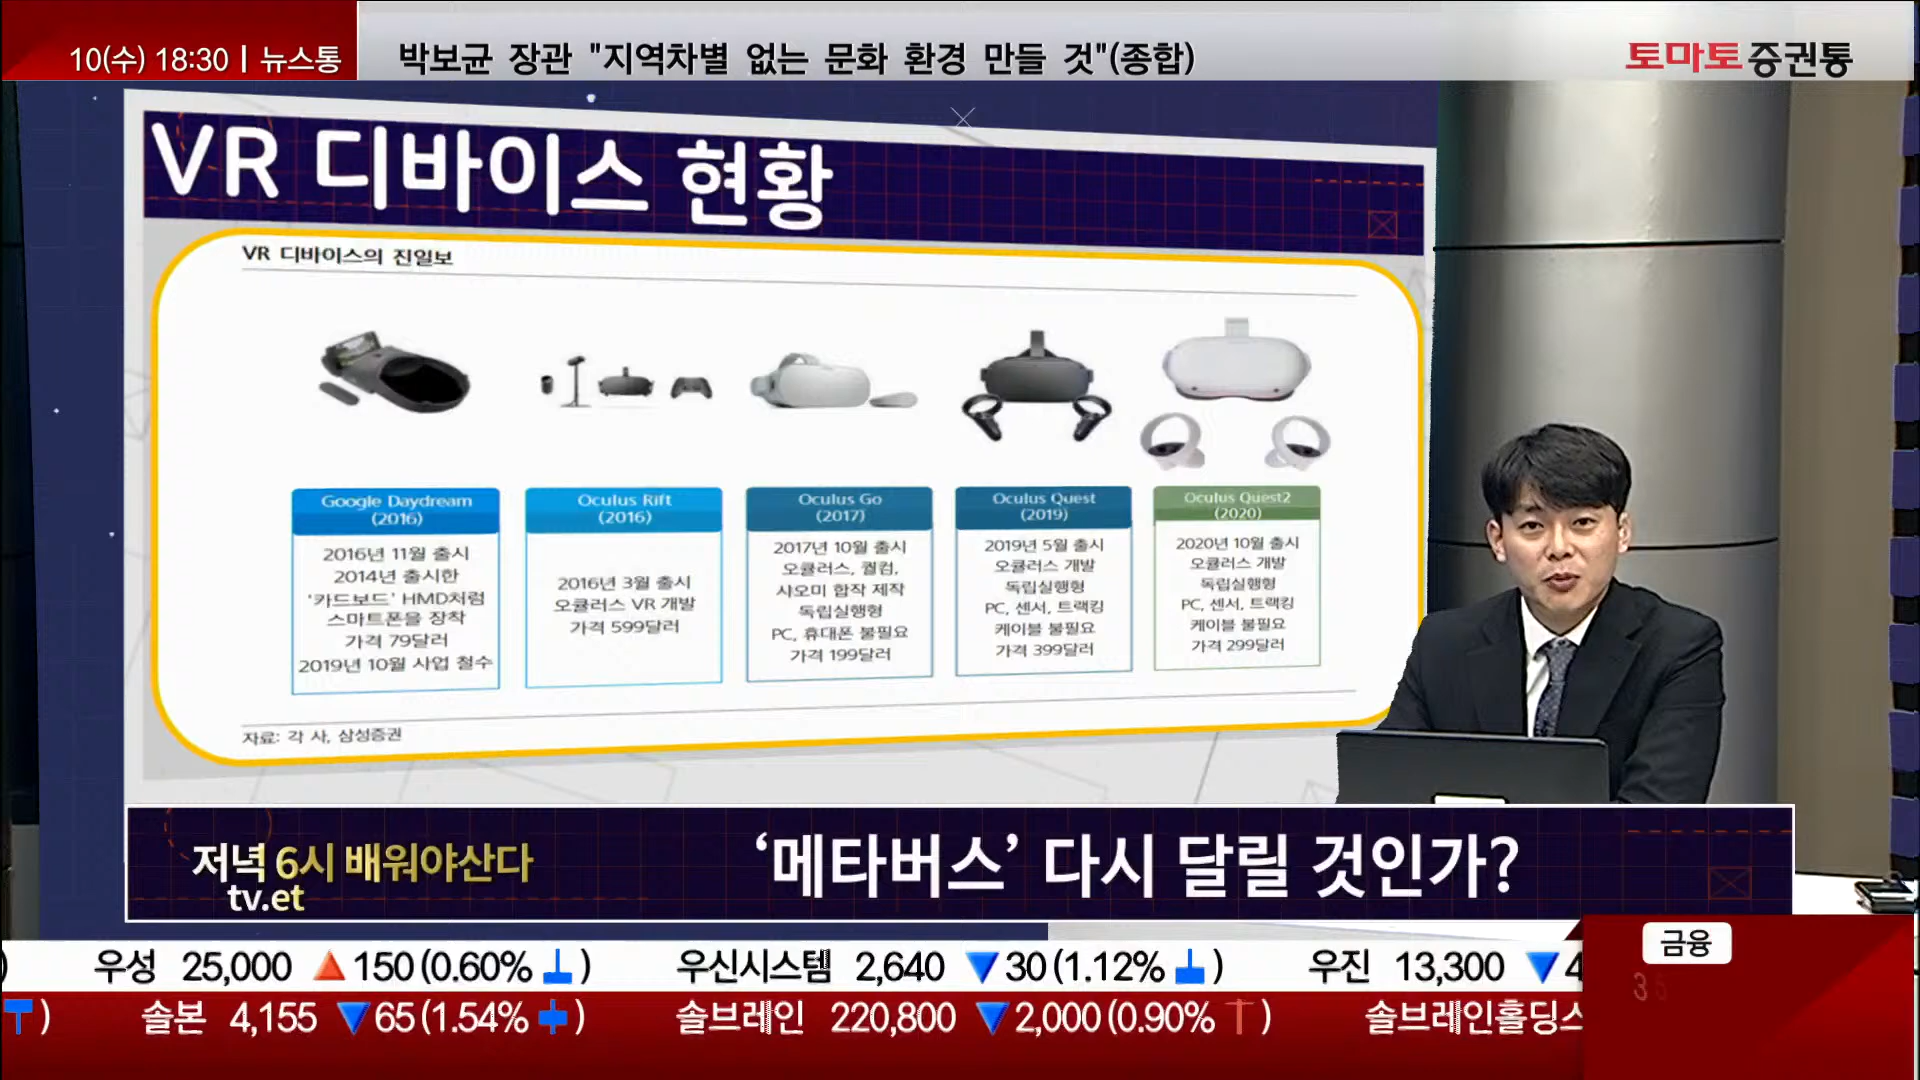 10(수) 18:30 | 뉴스통
박보균 장관 "지역차별 없는 문화 환경 만들 것"(종합)
토마토증권통
VR 디바이스 현황
VR 디바이스의 진일보
Google Daydream
(2016)
2016년 11월 출시
2014년 출시한
'카드보드' HMD처럼
스마트폰을 장착
가격 79달러
2019년 10월 사업 철수
Oculus Rift
(2016)
2016년 3월 출시
오큘러스 VR 개발
가격 599달러
Oculus Go
(2017)
2017년 10월 출시
오큘러스, 퀄컴,
샤오미 합작 제작
독립실행형
PC, 휴대폰 불필요
가격 199달러
Oculus Quest
(2019)
2019년 5월 출시
오큘러스 개발
독립실행형
PC, 센서, 트랙킹
케이블 불필요
가격 399달러
Oculus Quest2
(2020)
2020년 10월 출시
오큘러스 개발
독립실행형
PC, 센서, 트랙킹
케이블 불필요
가격 299달러
자료: 각 사, 삼성증권
저녁 6시 배워야산다
tv.et
‘메타버스’ 다시 달릴 것인가?
) 우성 25,000 ▲150(0.60% ) 우신시스템 2,640 ▼30(1.12% ) 우진 13,300 ▼4
) 솔본 4,155 ▼65(1.54% ) 솔브레인 220,800 ▼2,000(0.90% ) 솔브레인홀딩스
금융